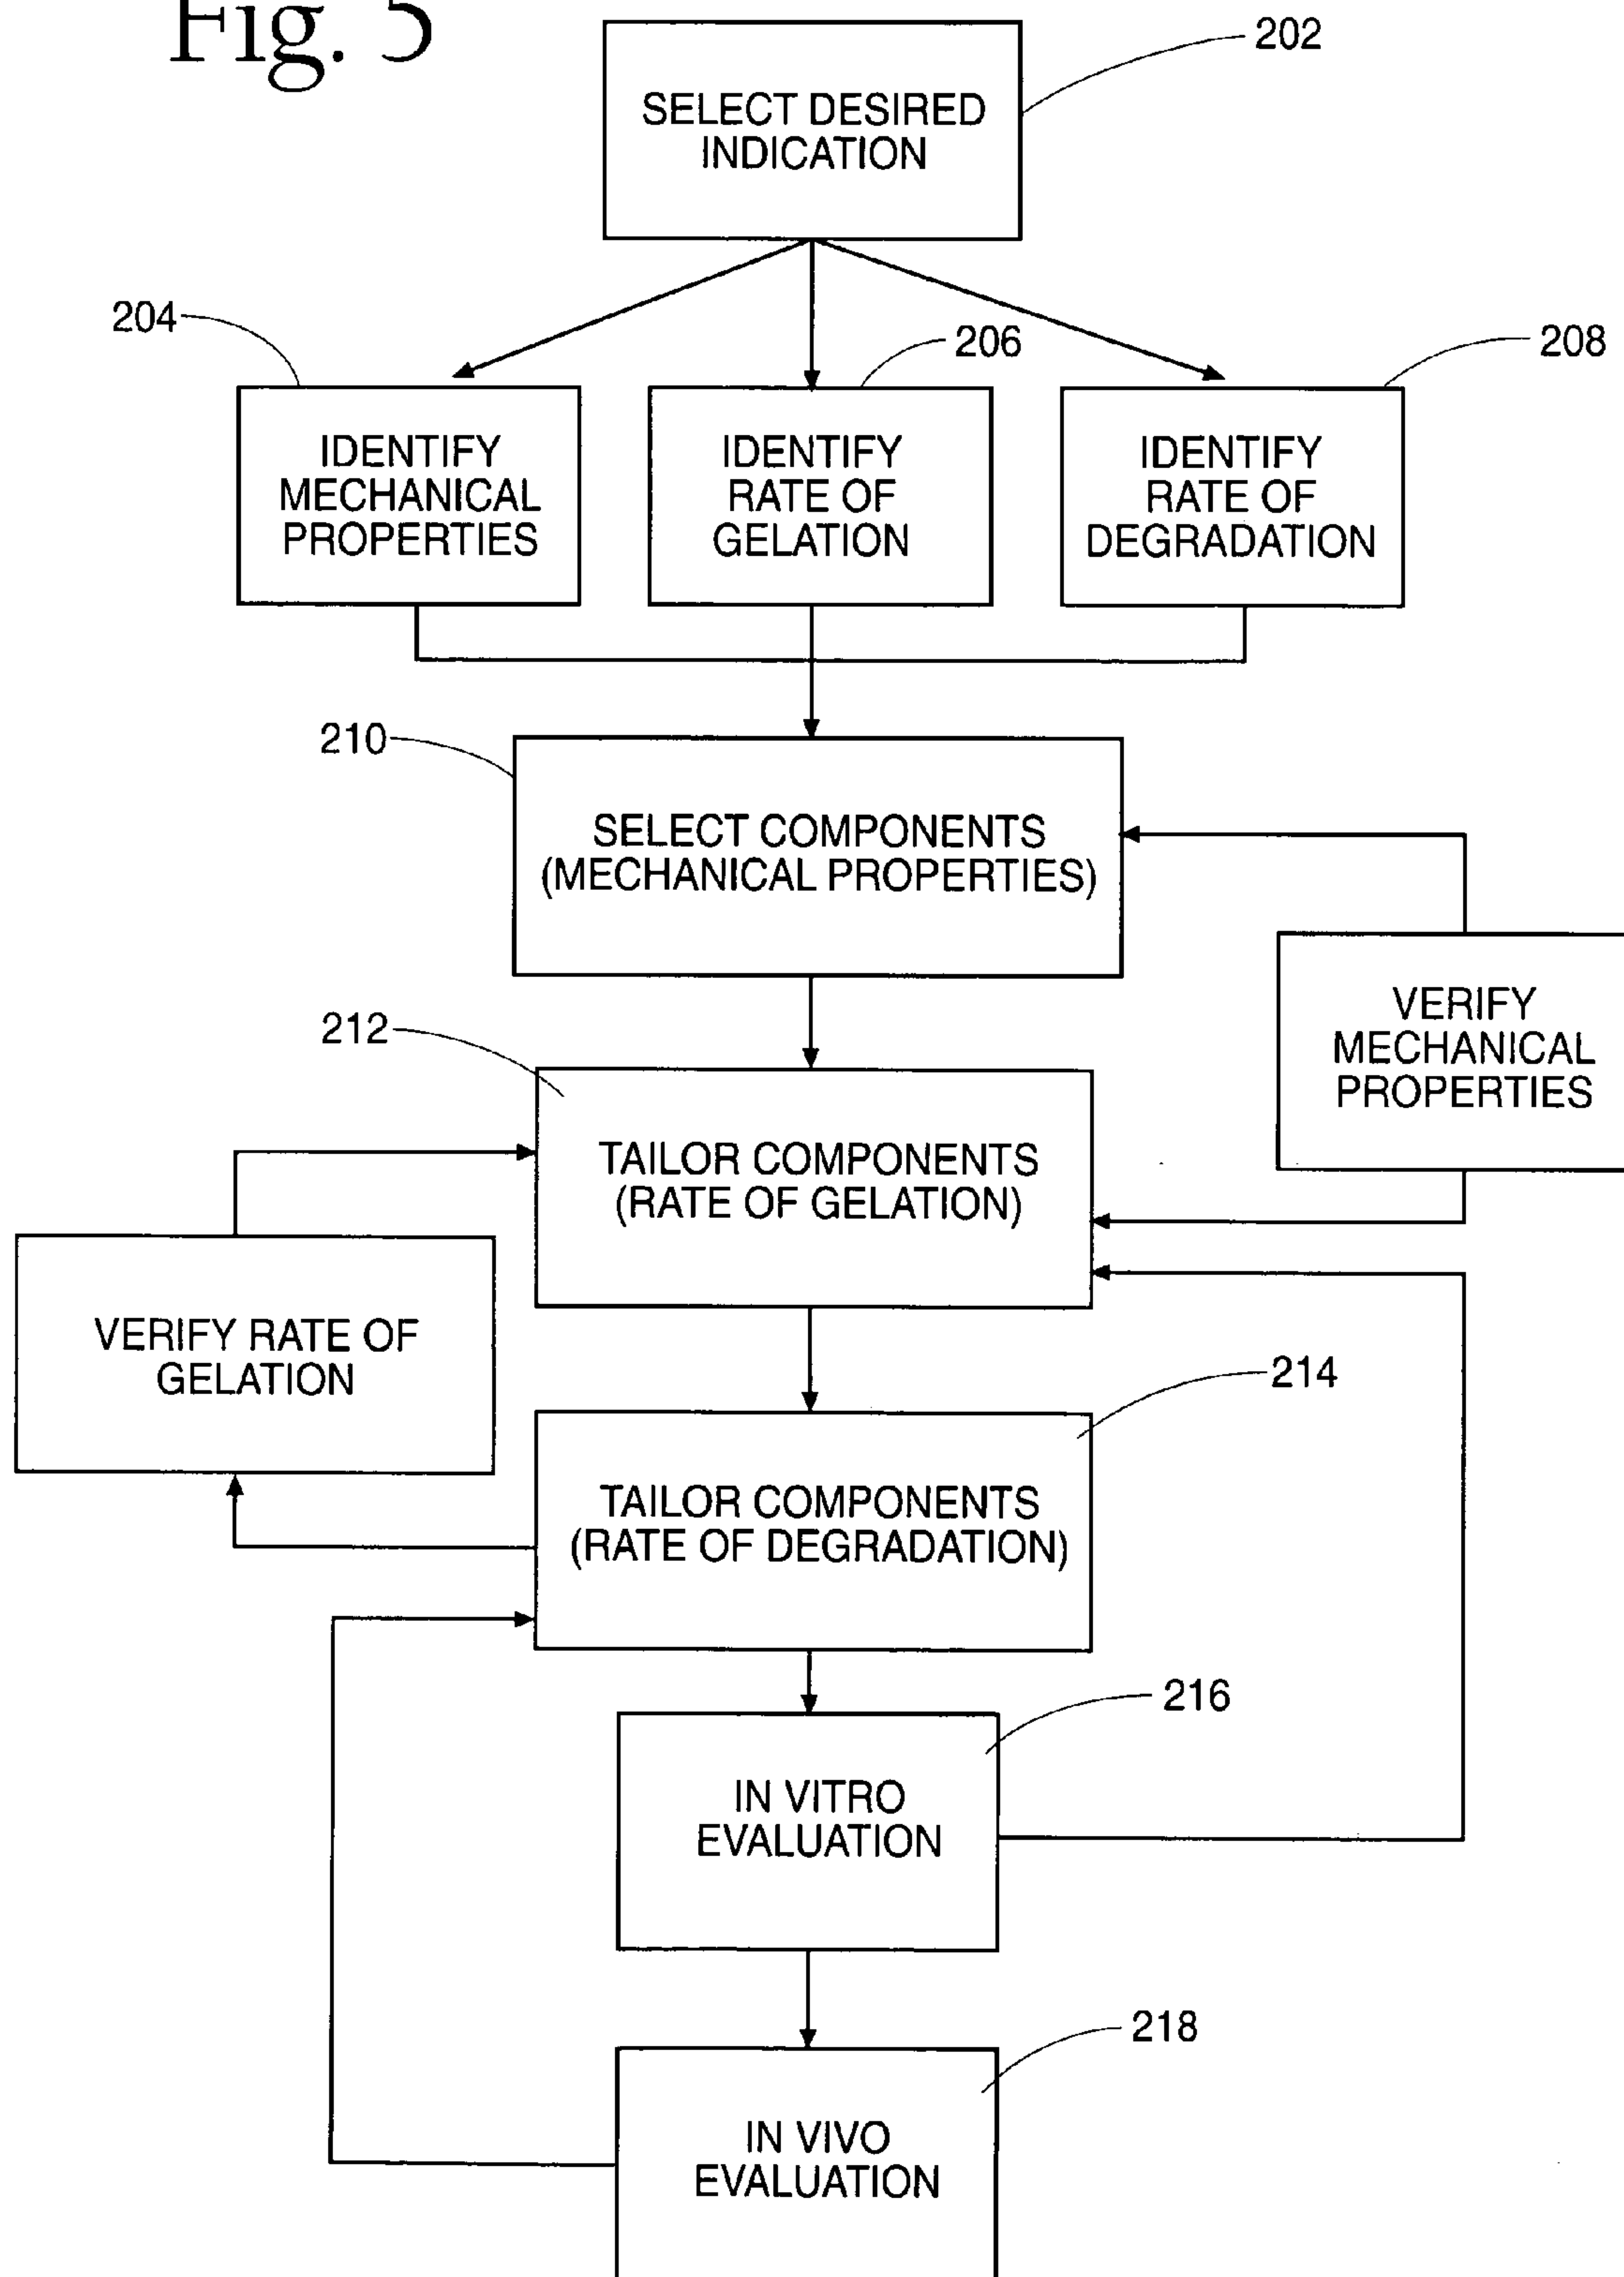 Fig. 5
202
SELECT DESIRED
INDICATION
204
206
208
IDENTIFY
MECHANICAL
PROPERTIES
IDENTIFY
RATE OF
GELATION
IDENTIFY
RATE OF
DEGRADATION
210
SELECT COMPONENTS
(MECHANICAL PROPERTIES)
VERIFY
MECHANICAL
PROPERTIES
212
TAILOR COMPONENTS
(RATE OF GELATION)
VERIFY RATE OF
GELATION
214
TAILOR COMPONENTS
(RATE OF DEGRADATION)
216
IN VITRO
EVALUATION
218
IN VIVO
EVALUATION